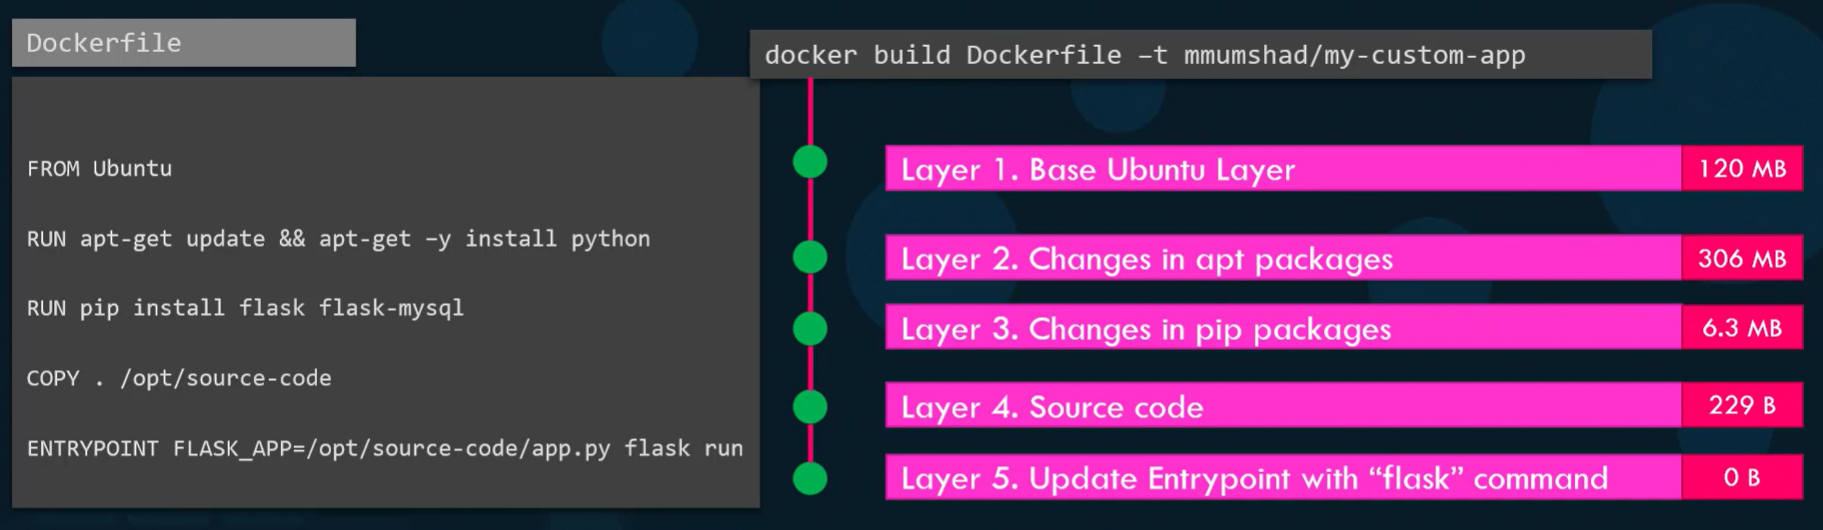 Dockerfile
docker build Dockerfile –t mmumshad/my-custom-app
FROM Ubuntu
RUN apt-get update && apt-get –y install python
RUN pip install flask flask-mysql
COPY . /opt/source-code
ENTRYPOINT FLASK_APP=/opt/source-code/app.py flask run
Layer 1. Base Ubuntu Layer 120 MB
Layer 2. Changes in apt packages 306 MB
Layer 3. Changes in pip packages 6.3 MB
Layer 4. Source code 229 B
Layer 5. Update Entrypoint with “flask” command 0 B